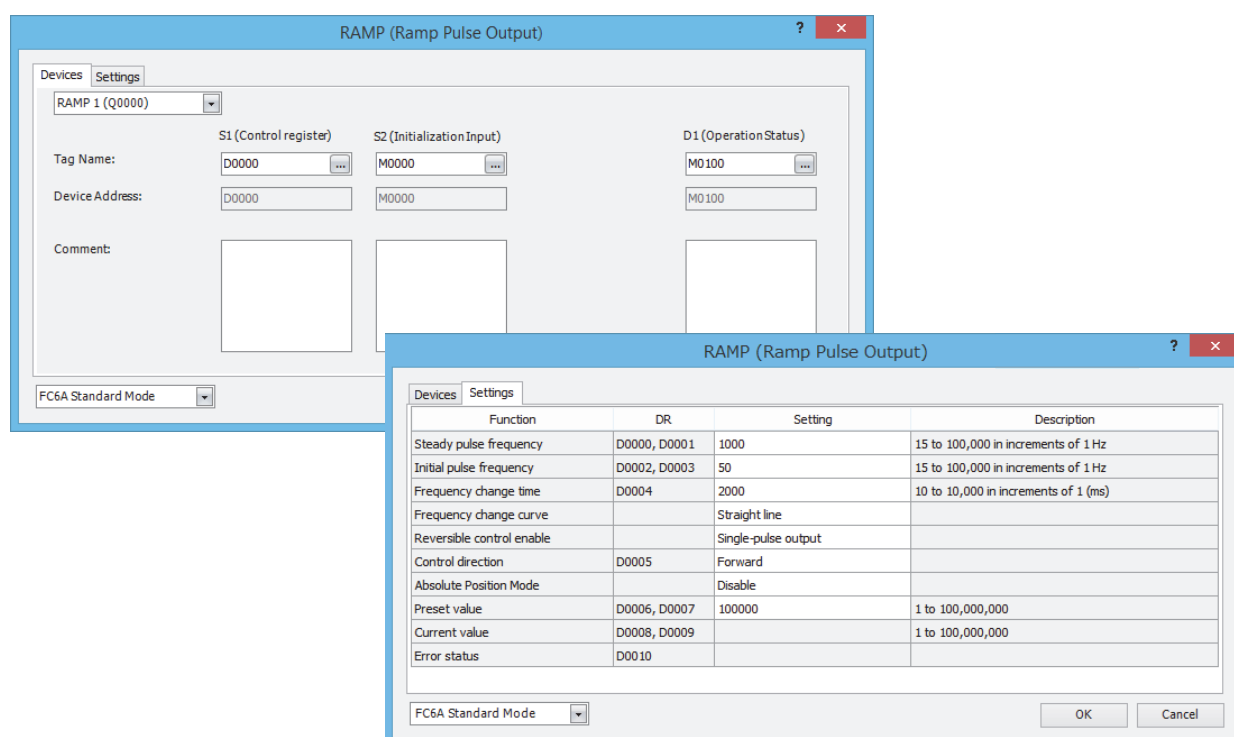 RAMP (Ramp Pulse Output) ? ×
Devices Settings
RAMP 1 (Q0000)
S1 (Control register) S2 (Initialization Input) D1 (Operation Status)
Tag Name: D0000 ... M0000 ... M0100 ...
Device Address: D0000 M0000 M0100
Comment:
FC6A Standard Mode
RAMP (Ramp Pulse Output) ? ×
Devices Settings
Function DR Setting Description
Steady pulse frequency D0000, D0001 1000 15 to 100,000 in increments of 1 Hz
Initial pulse frequency D0002, D0003 50 15 to 100,000 in increments of 1 Hz
Frequency change time D0004 2000 10 to 10,000 in increments of 1 (ms)
Frequency change curve Straight line
Reversible control enable Single-pulse output
Control direction D0005 Forward
Absolute Position Mode Disable
Preset value D0006, D0007 100000 1 to 100,000,000
Current value D0008, D0009 1 to 100,000,000
Error status D0010
FC6A Standard Mode OK Cancel